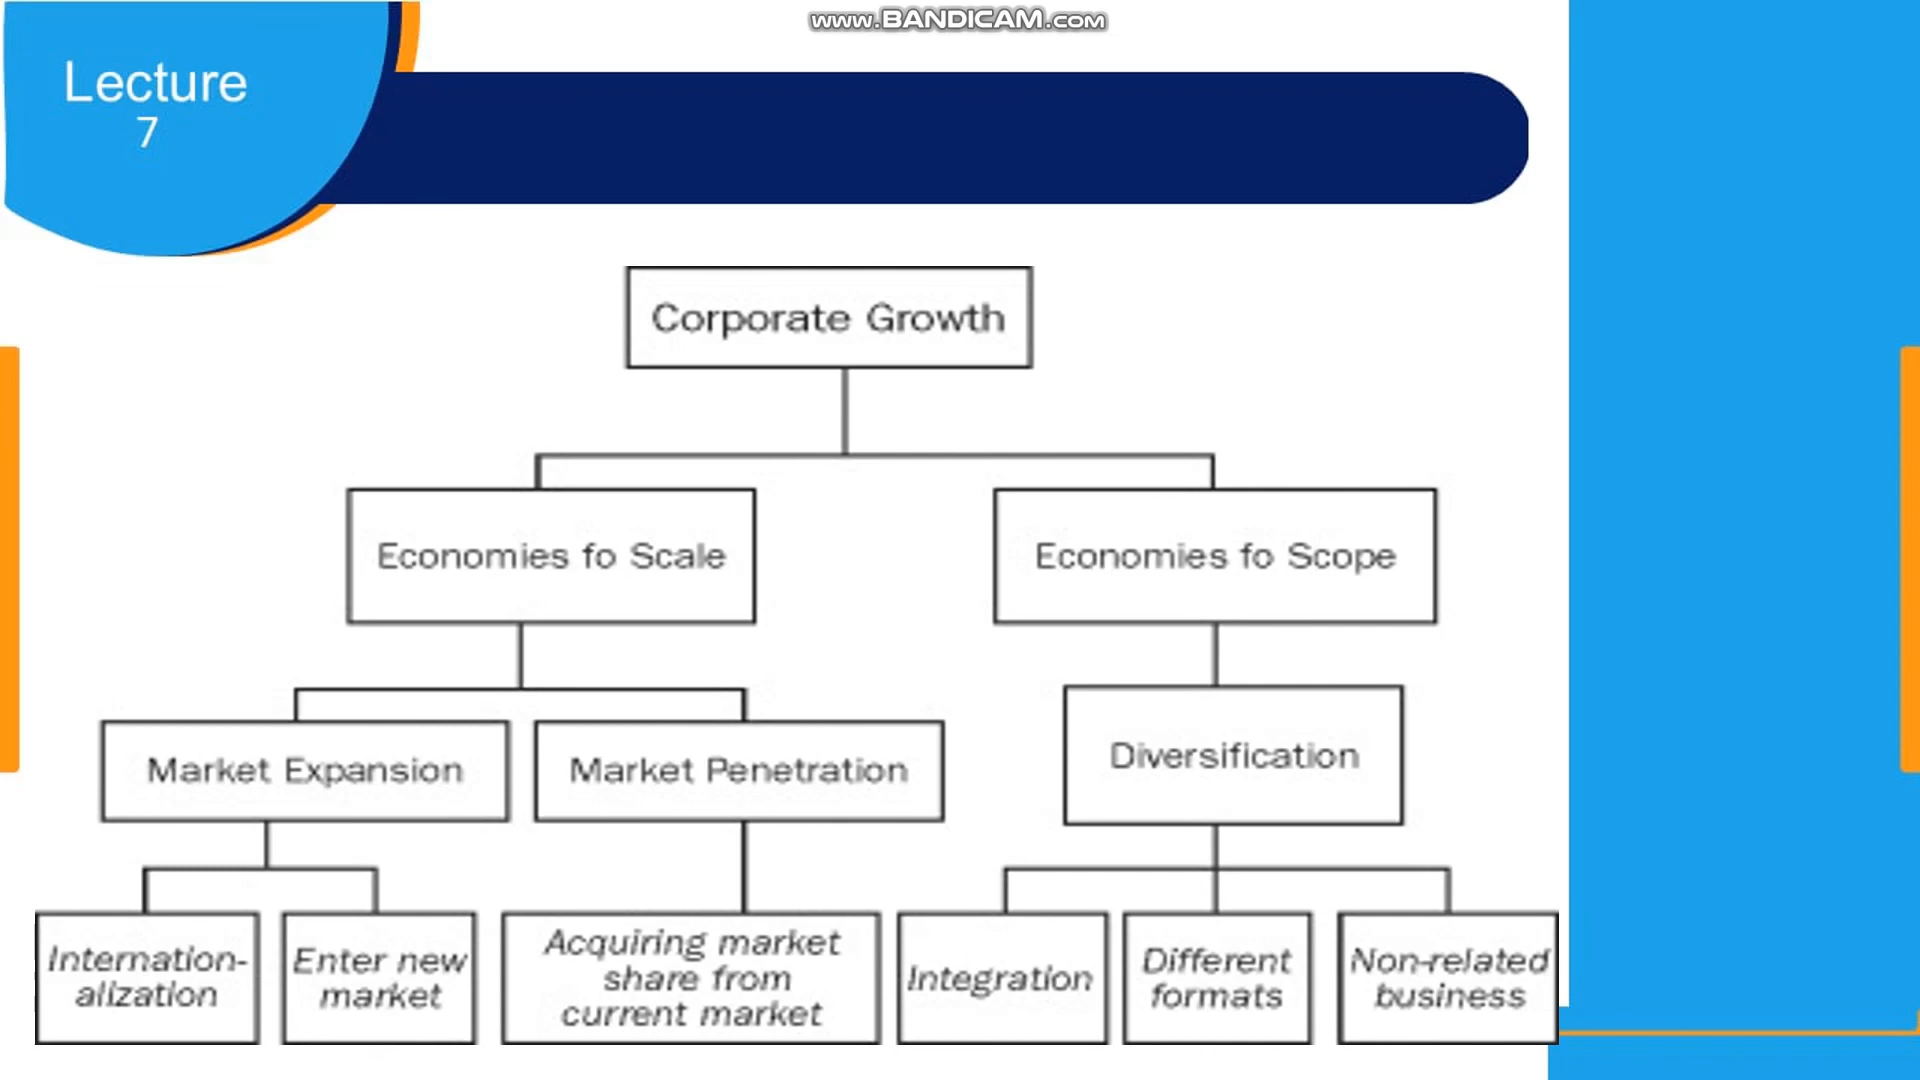 www.BANDICAM.com
Lecture
7
Corporate Growth
Economies fo Scale
Economies fo Scope
Market Expansion
Market Penetration
Diversification
Internation-
alization
Enter new
market
Acquiring market
share from
current market
Integration
Different
formats
Non-related
business